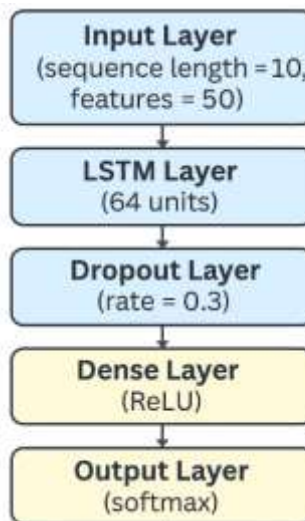 Input Layer
(sequence length = 10,
features = 50)
LSTM Layer
(64 units)
Dropout Layer
(rate = 0.3)
Dense Layer
(ReLU)
Output Layer
(softmax)